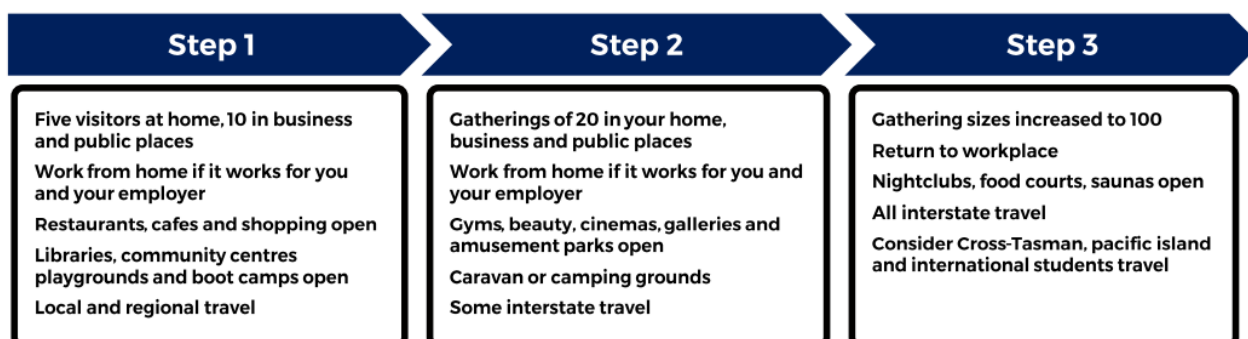 Step 1
Five visitors at home, 10 in business
and public places
Work from home if it works for you
and your employer
Restaurants, cafes and shopping open
Libraries, community centres
playgrounds and boot camps open
Local and regional travel
Step 2
Gatherings of 20 in your home,
business and public places
Work from home if it works for you and
your employer
Gyms, beauty, cinemas, galleries and
amusement parks open
Caravan or camping grounds
Some interstate travel
Step 3
Gathering sizes increased to 100
Return to workplace
Nightclubs, food courts, saunas open
All interstate travel
Consider Cross-Tasman, pacific island
and international students travel